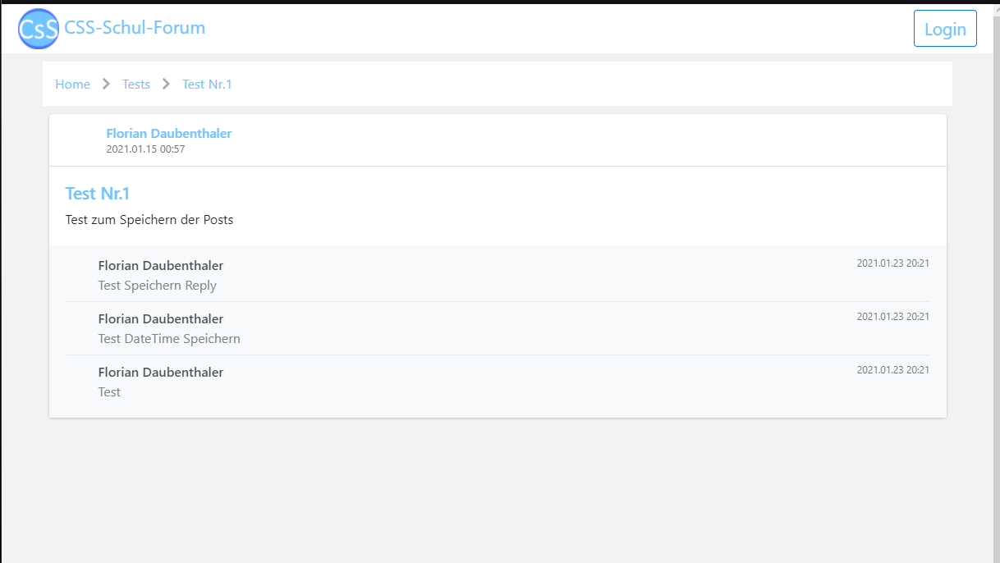 CsS CSS-Schul-Forum
Login
Home Tests Test Nr.1
Florian Daubenthaler
2021.01.15 00:57
Test Nr.1
Test zum Speichern der Posts
Florian Daubenthaler
2021.01.23 20:21
Test Speichern Reply
Florian Daubenthaler
2021.01.23 20:21
Test DateTime Speichern
Florian Daubenthaler
2021.01.23 20:21
Test